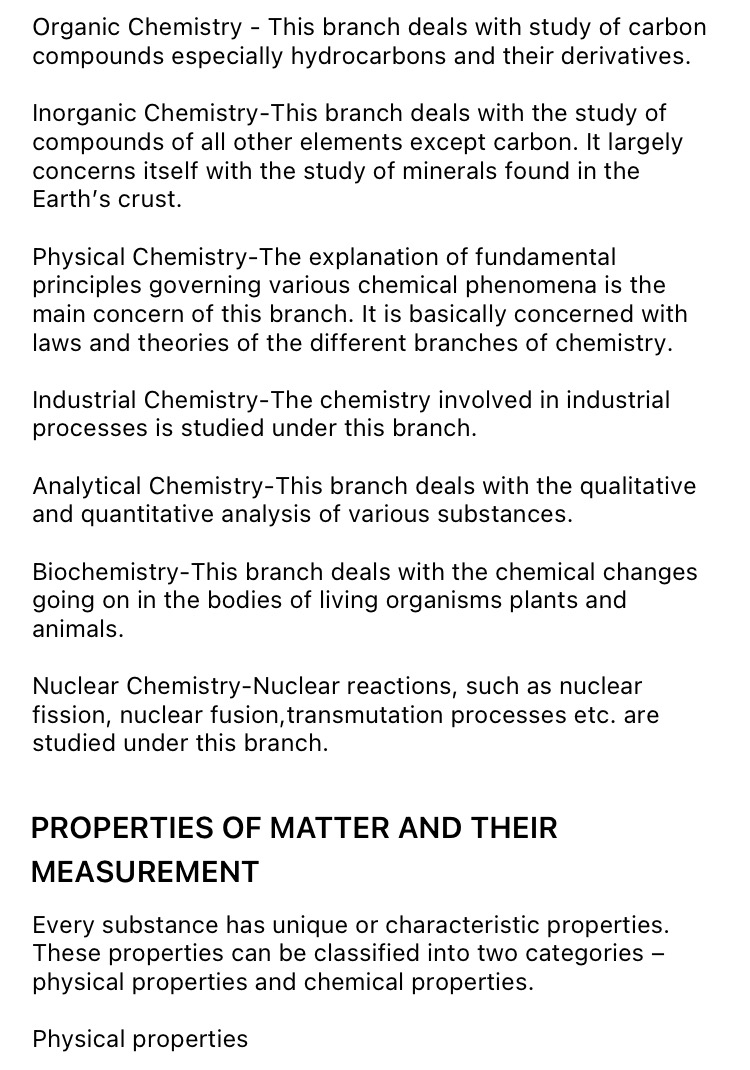 Organic Chemistry - This branch deals with study of carbon
compounds especially hydrocarbons and their derivatives.
Inorganic Chemistry-This branch deals with the study of
compounds of all other elements except carbon. It largely
concerns itself with the study of minerals found in the
Earth’s crust.
Physical Chemistry-The explanation of fundamental
principles governing various chemical phenomena is the
main concern of this branch. It is basically concerned with
laws and theories of the different branches of chemistry.
Industrial Chemistry-The chemistry involved in industrial
processes is studied under this branch.
Analytical Chemistry-This branch deals with the qualitative
and quantitative analysis of various substances.
Biochemistry-This branch deals with the chemical changes
going on in the bodies of living organisms plants and
animals.
Nuclear Chemistry-Nuclear reactions, such as nuclear
fission, nuclear fusion,transmutation processes etc. are
studied under this branch.
PROPERTIES OF MATTER AND THEIR
MEASUREMENT
Every substance has unique or characteristic properties.
These properties can be classified into two categories –
physical properties and chemical properties.
Physical properties